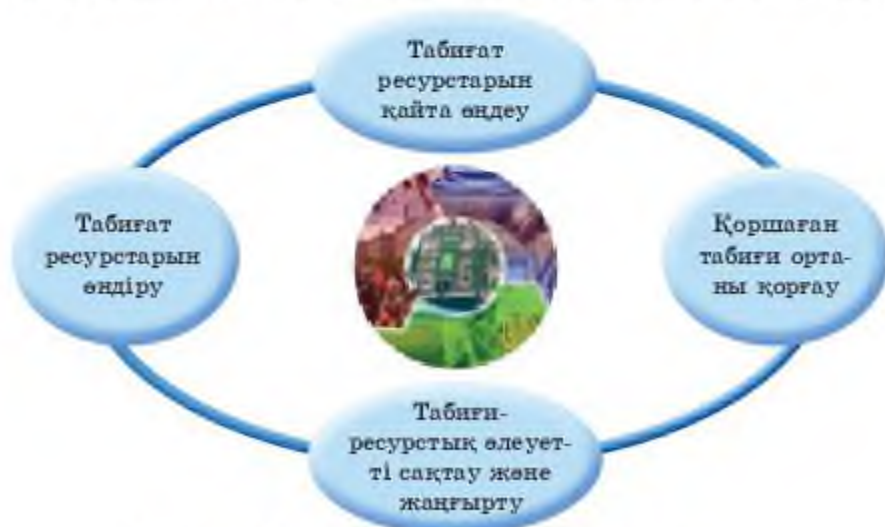 Табиғат
ресурстарын
қайта өңдеу
Табиғат
ресурстарын
өндіру
Қоршаған
табиғи орта-
ны қорғау
Табиғи-
ресурстық әлеует-
ті сақтау және
жаңғырту